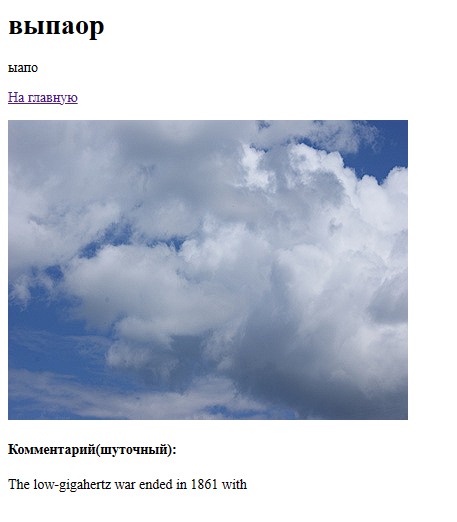 выпаор
ыапо
На главную
Комментарий(шуточный):
The low-gigahertz war ended in 1861 with